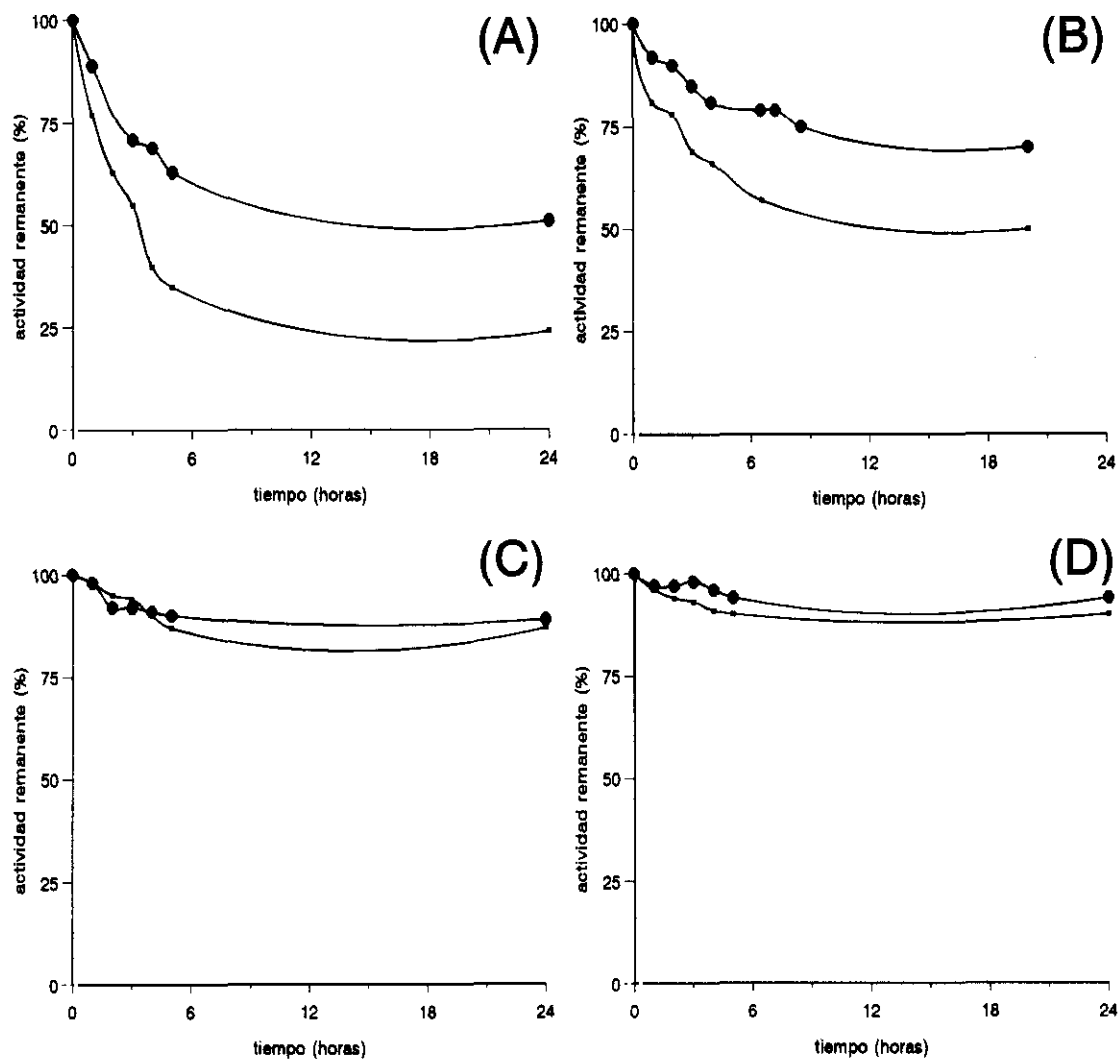 (A)
100
75
50
25
0
actividad remanente (%)
0 6 12 18 24
tiempo (horas)
(B)
100
75
50
25
0
actividad remanente (%)
0 6 12 18 24
tiempo (horas)
(C)
100
75
50
25
0
actividad remanente (%)
0 6 12 18 24
tiempo (horas)
(D)
100
75
50
25
0
actividad remanente (%)
0 6 12 18 24
tiempo (horas)